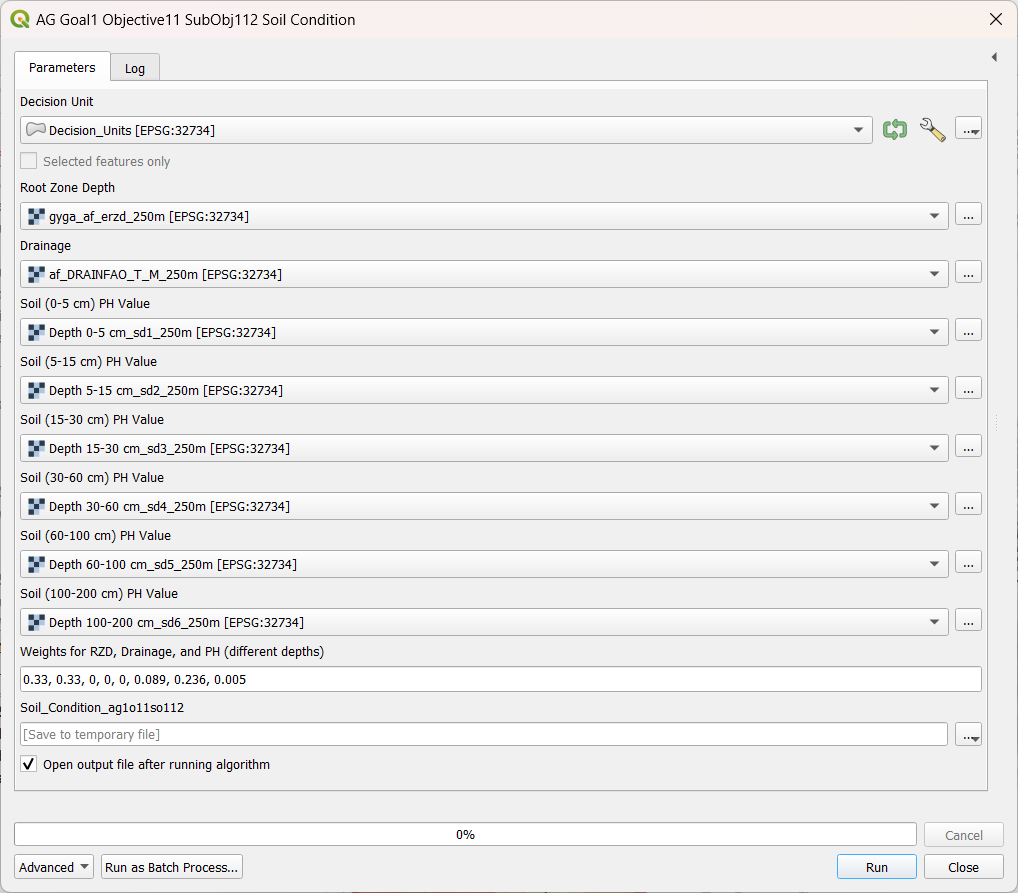 AG Goal1 Objective11 SubObj112 Soil Condition
Parameters
Log
Decision Unit
Decision_Units [EPSG:32734]
...
Selected features only
Root Zone Depth
gyga_af_erzd_250m [EPSG:32734]
...
Drainage
af_DRAINFAO_T_M_250m [EPSG:32734]
...
Soil (0-5 cm) PH Value
Depth 0-5 cm_sd1_250m [EPSG:32734]
...
Soil (5-15 cm) PH Value
Depth 5-15 cm_sd2_250m [EPSG:32734]
...
Soil (15-30 cm) PH Value
Depth 15-30 cm_sd3_250m [EPSG:32734]
...
Soil (30-60 cm) PH Value
Depth 30-60 cm_sd4_250m [EPSG:32734]
...
Soil (60-100 cm) PH Value
Depth 60-100 cm_sd5_250m [EPSG:32734]
...
Soil (100-200 cm) PH Value
Depth 100-200 cm_sd6_250m [EPSG:32734]
...
Weights for RZD, Drainage, and PH (different depths)
0.33, 0.33, 0, 0, 0, 0.089, 0.236, 0.005
Soil_Condition_ag1o11so112
[Save to temporary file]
...
Open output file after running algorithm
0%
Cancel
Advanced
Run as Batch Process...
Run
Close